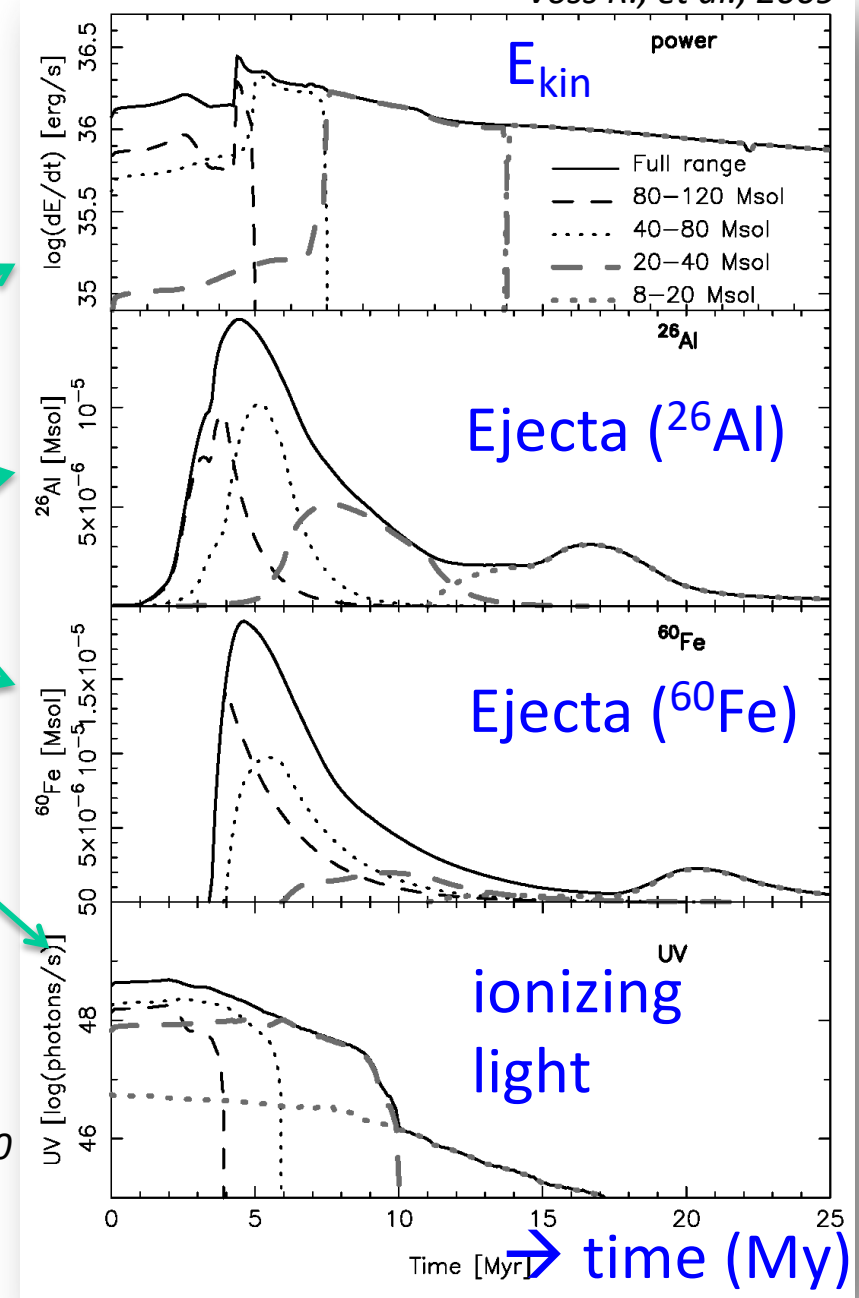 Voss R., et al., 2009
power
E_kin
log(dE/dt) [erg/s]
36.5
36
35.5
35
Full range
80−120 Msol
40−80 Msol
20−40 Msol
8−20 Msol
²⁶Al
Ejecta (²⁶Al)
²⁶Al [Msol]
10⁻⁵
5×10⁻⁶
⁶⁰Fe
Ejecta (⁶⁰Fe)
⁶⁰Fe [Msol]
1.5×10⁻⁵
10⁻⁵
5×10⁻⁶
50
UV
ionizing
light
UV [log(photons/s)]
48
46
0
0 5 10 15 20 25
Time [Myr]
→ time (My)